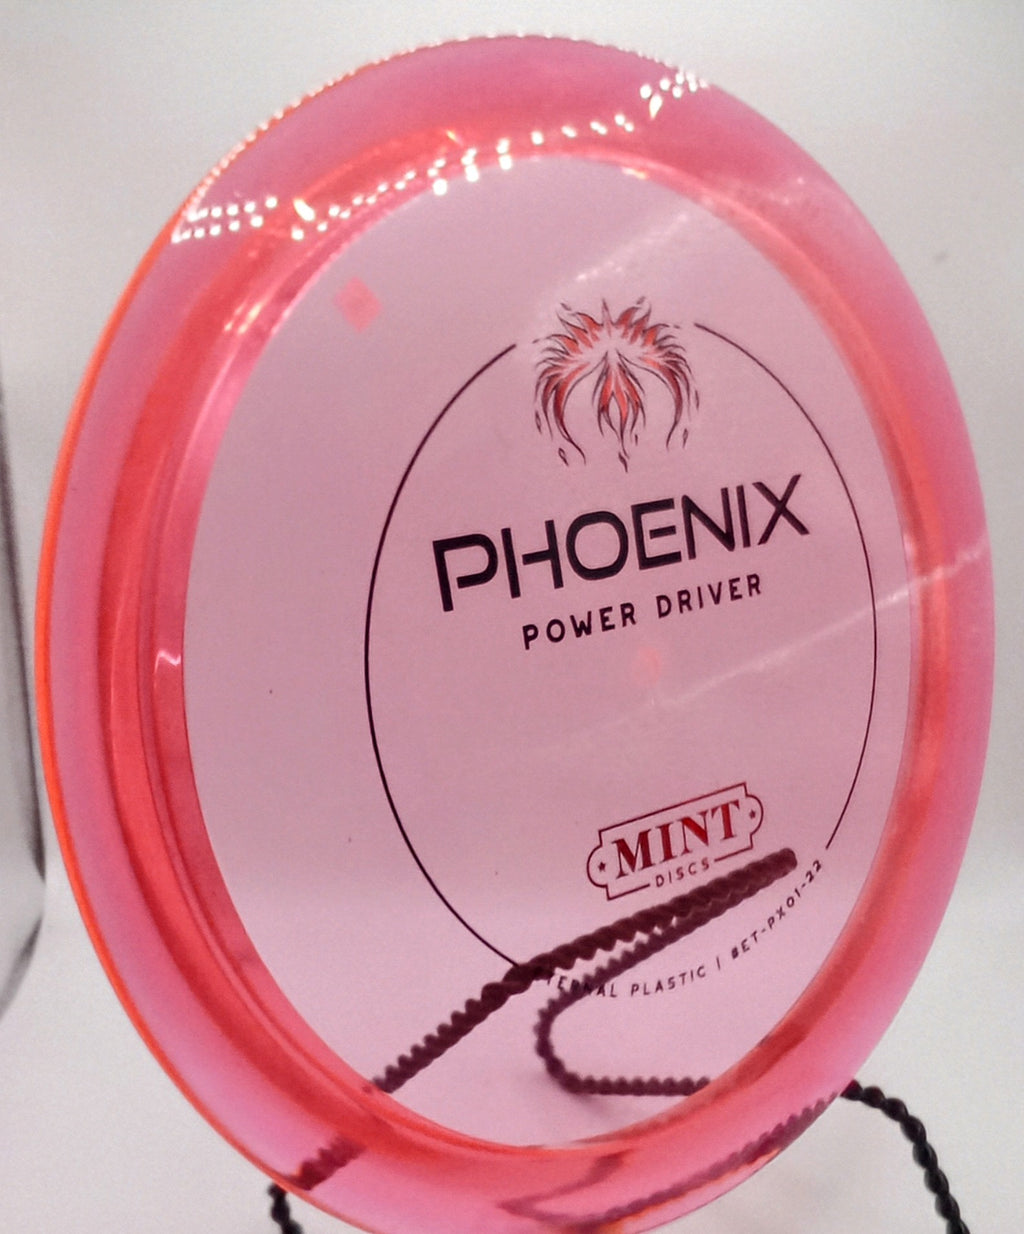 PHOENIX
POWER DRIVER
MINT
DISCS
PLASTIC | #ET-PX01-22